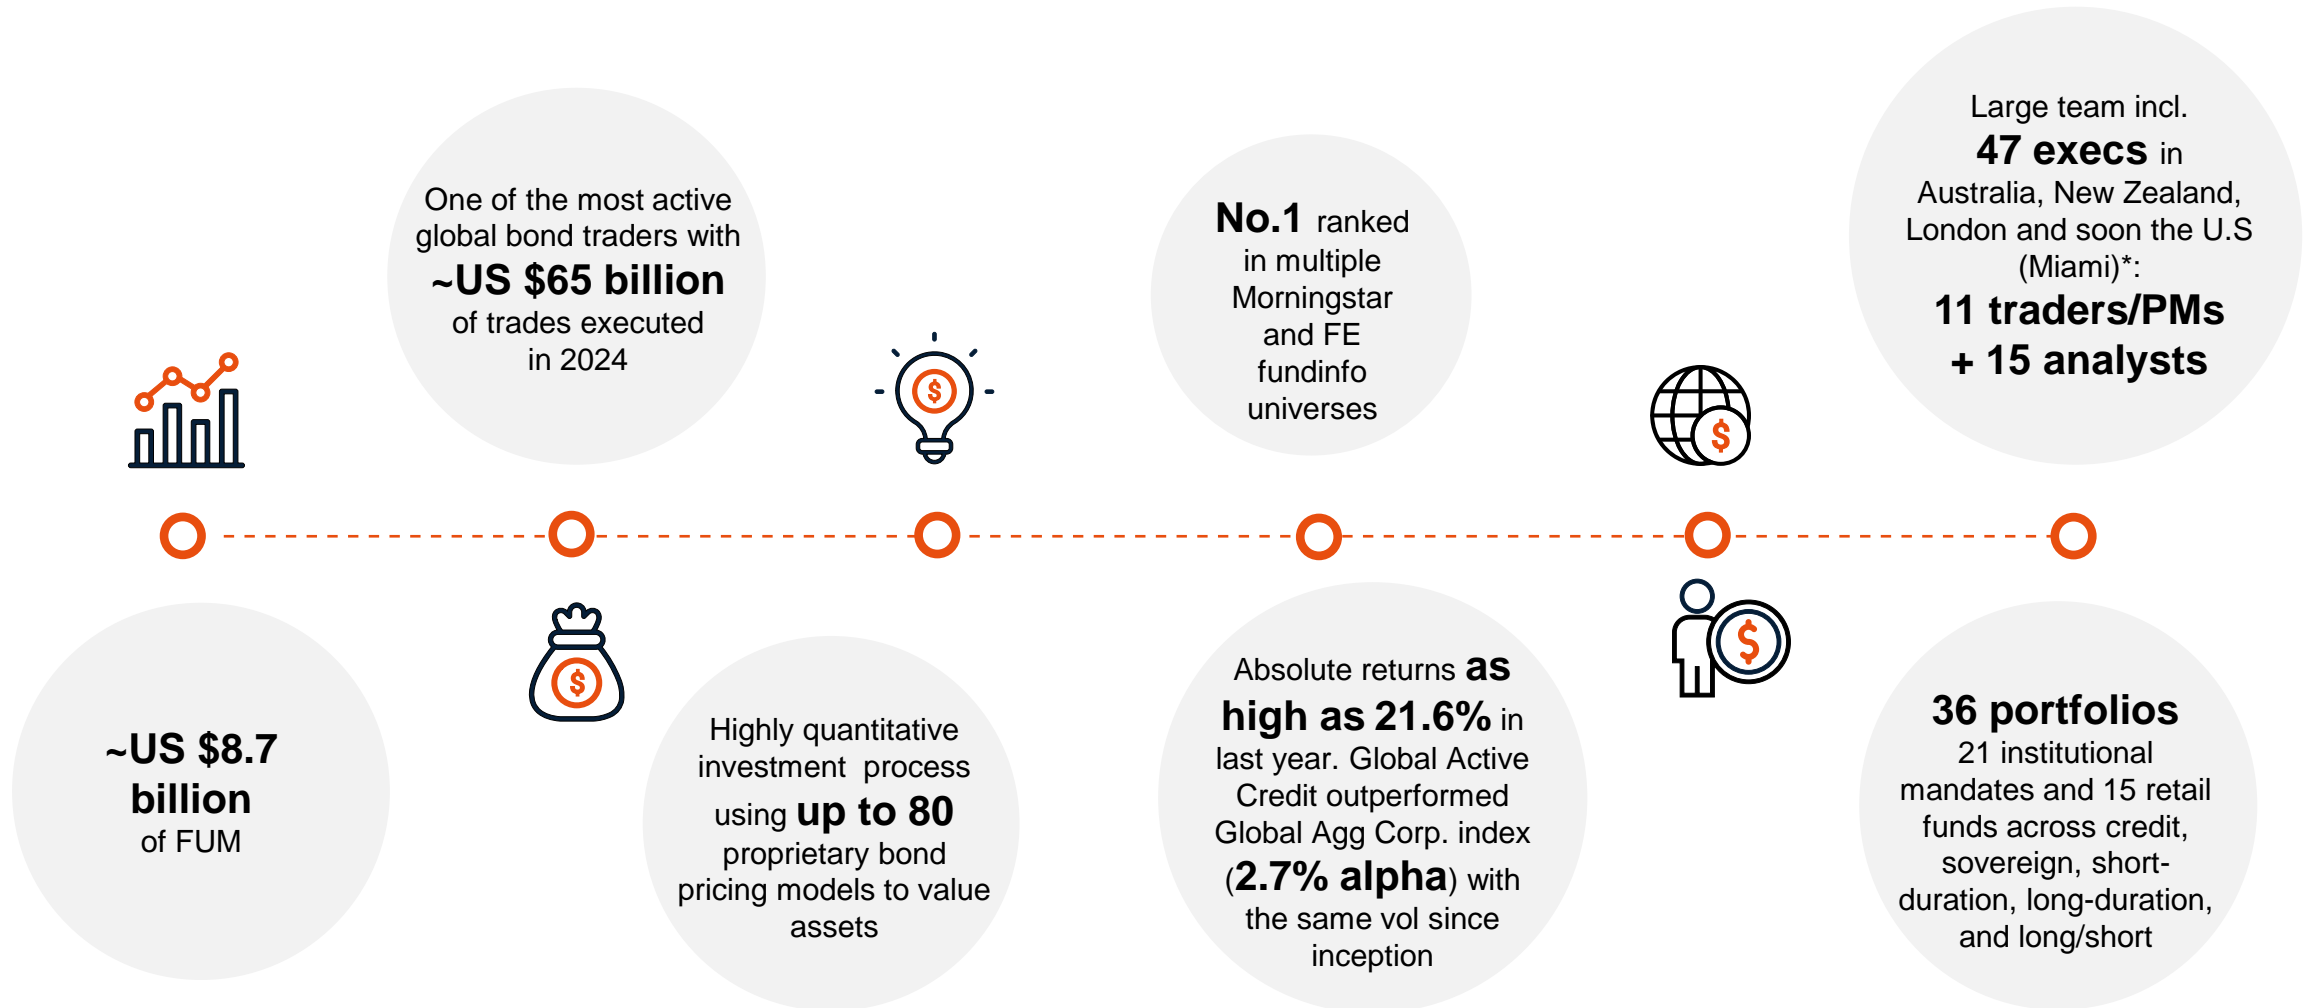 ~US $8.7
billion
of FUM
One of the most active
global bond traders with
~US $65 billion
of trades executed
in 2024
Highly quantitative
investment  process
using up to 80
proprietary bond
pricing models to value
assets
No.1 ranked
in multiple
Morningstar
and FE
fundinfo
universes
Absolute returns as
high as 21.6% in
last year. Global Active
Credit outperformed
Global Agg Corp. index
(2.7% alpha) with
the same vol since
inception
Large team incl.
47 execs in
Australia, New Zealand,
London and soon the U.S
(Miami)*:
11 traders/PMs
+ 15 analysts
36 portfolios
21 institutional
mandates and 15 retail
funds across credit,
sovereign, short-
duration, long-duration,
and long/short